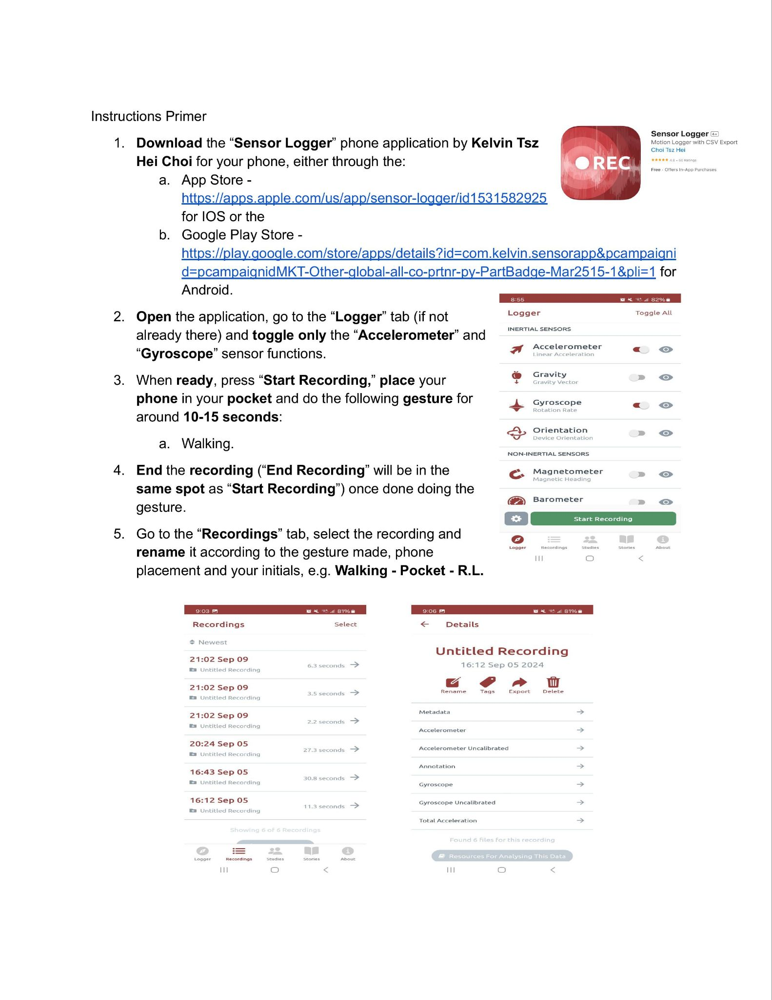 Instructions Primer
1. Download the “Sensor Logger” phone application by Kelvin Tsz
Hei Choi for your phone, either through the:
a. App Store -
https://apps.apple.com/us/app/sensor-logger/id1531582925
for IOS or the
b. Google Play Store -
https://play.google.com/store/apps/details?id=com.kelvin.sensorapp&pcampaigni
d=pcampaignidMKT-Other-global-all-co-prtnr-py-PartBadge-Mar2515-1&pli=1 for
Android.
REC
Sensor Logger 4+
Motion Logger with CSV Export
Choi Tsz Hei
★★★★★ 4.8 • 60 Ratings
Free · Offers In-App Purchases
2. Open the application, go to the “Logger” tab (if not
already there) and toggle only the “Accelerometer” and
“Gyroscope” sensor functions.
3. When ready, press “Start Recording,” place your
phone in your pocket and do the following gesture for
around 10-15 seconds:
a. Walking.
4. End the recording (“End Recording” will be in the
same spot as “Start Recording”) once done doing the
gesture.
5. Go to the “Recordings” tab, select the recording and
rename it according to the gesture made, phone
placement and your initials, e.g. Walking - Pocket - R.L.
8:55 82%
Logger Toggle All
INERTIAL SENSORS
Accelerometer
Linear Acceleration
Gravity
Gravity Vector
Gyroscope
Rotation Rate
Orientation
Device Orientation
NON-INERTIAL SENSORS
Magnetometer
Magnetic Heading
Barometer
Start Recording
Logger Recordings Studies Stories About
9:03 81%
Recordings Select
Newest
21:02 Sep 09
Untitled Recording 6.3 seconds
21:02 Sep 09
Untitled Recording 3.5 seconds
21:02 Sep 09
Untitled Recording 2.2 seconds
20:24 Sep 05
Untitled Recording 27.3 seconds
16:43 Sep 05
Untitled Recording 30.8 seconds
16:12 Sep 05
Untitled Recording 11.3 seconds
Showing 6 of 6 Recordings
Logger Recordings Studies Stories About
9:06 81%
Details
Untitled Recording
16:12 Sep 05 2024
Rename Tags Export Delete
Metadata
Accelerometer
Accelerometer Uncalibrated
Annotation
Gyroscope
Gyroscope Uncalibrated
Total Acceleration
Found 6 files for this recording
Resources For Analysing This Data